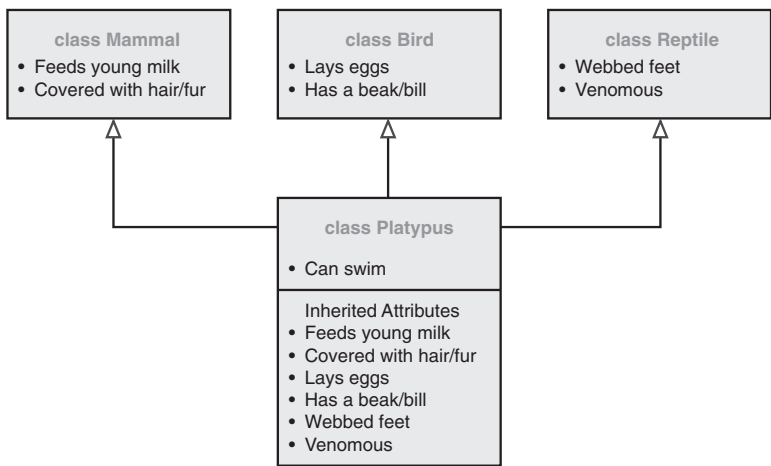 class Mammal
• Feeds young milk
• Covered with hair/fur
class Bird
• Lays eggs
• Has a beak/bill
class Reptile
• Webbed feet
• Venomous
class Platypus
• Can swim
Inherited Attributes
• Feeds young milk
• Covered with hair/fur
• Lays eggs
• Has a beak/bill
• Webbed feet
• Venomous